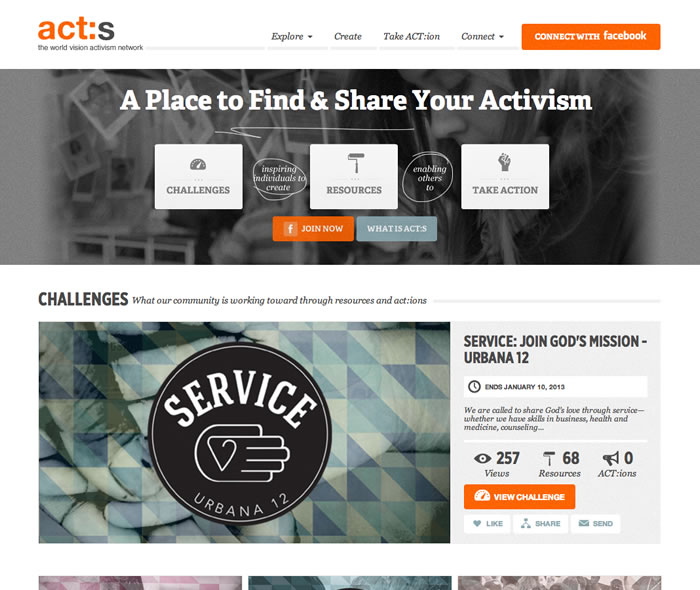 act:s
the world vision activism network
Explore
Create
Take ACT:ion
Connect
CONNECT WITH facebook
A Place to Find & Share Your Activism
CHALLENGES
inspiring
individuals to
create
RESOURCES
enabling
others
to
TAKE ACTION
f JOIN NOW
WHAT IS ACT:S
CHALLENGES What our community is working toward through resources and act:ions
SERVICE
URBANA 12
SERVICE: JOIN GOD'S MISSION -
URBANA 12
ENDS JANUARY 10, 2013
We are called to share God's love through service—
whether we have skills in business, health and
medicine, counseling...
257
Views
68
Resources
0
ACT:ions
VIEW CHALLENGE
LIKE
SHARE
SEND